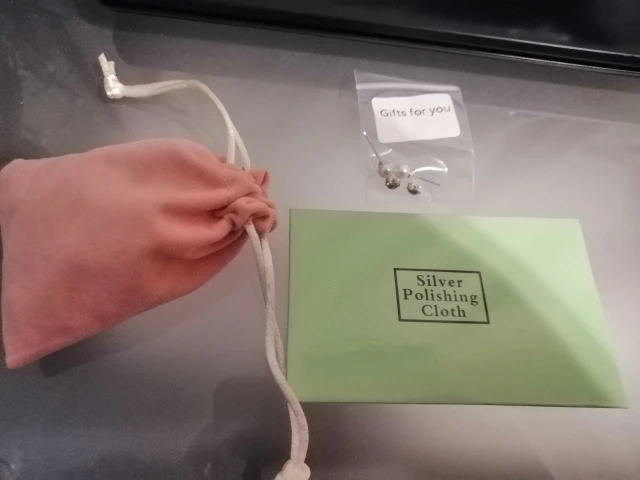 Gifts for you
Silver
Polishing
Cloth